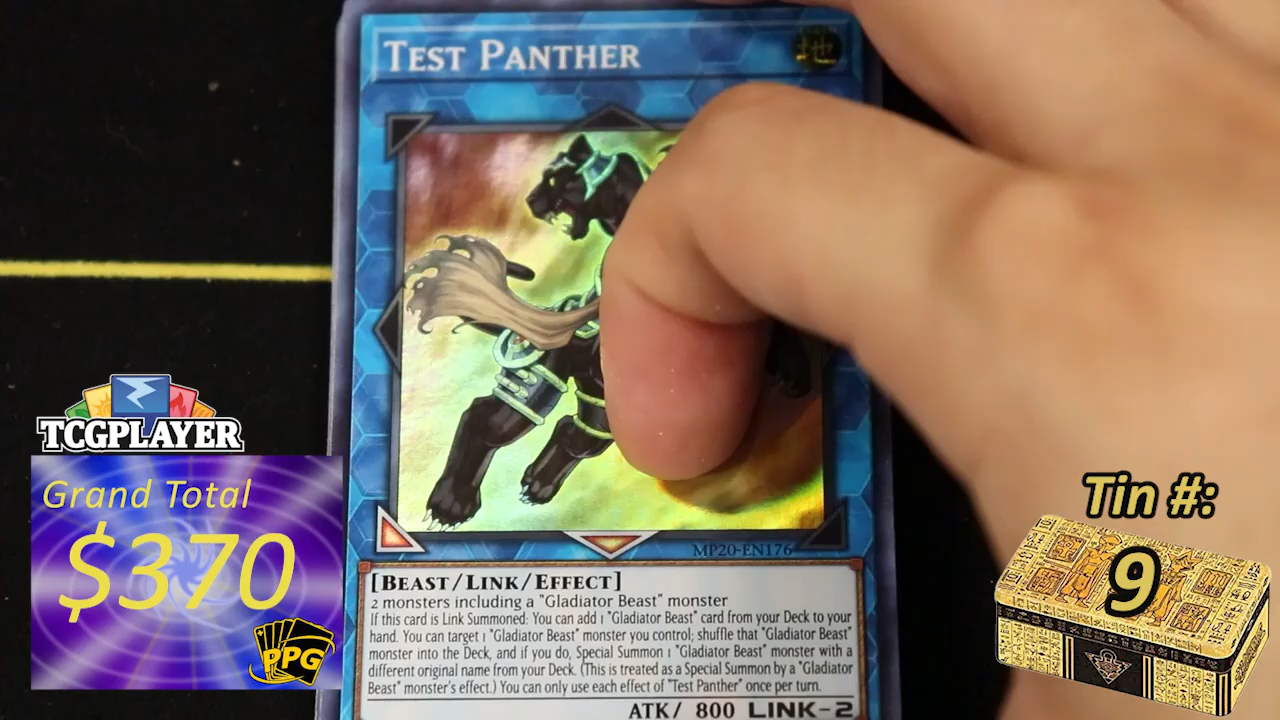 TEST PANTHER
地
MP20-EN176
[BEAST/LINK/EFFECT]
2 monsters including a "Gladiator Beast" monster
If this card is Link Summoned: You can add 1 "Gladiator Beast" card from your Deck to your
hand. You can target 1 "Gladiator Beast" monster you control; shuffle that "Gladiator Beast"
monster into the Deck, and if you do, Special Summon 1 "Gladiator Beast" monster with a
different original name from your Deck. (This is treated as a Special Summon by a "Gladiator
Beast" monster's effect.) You can only use each effect of "Test Panther" once per turn.
ATK/ 800 LINK-2
TCGPLAYER
Grand Total
$370
PPG
Tin #:
9